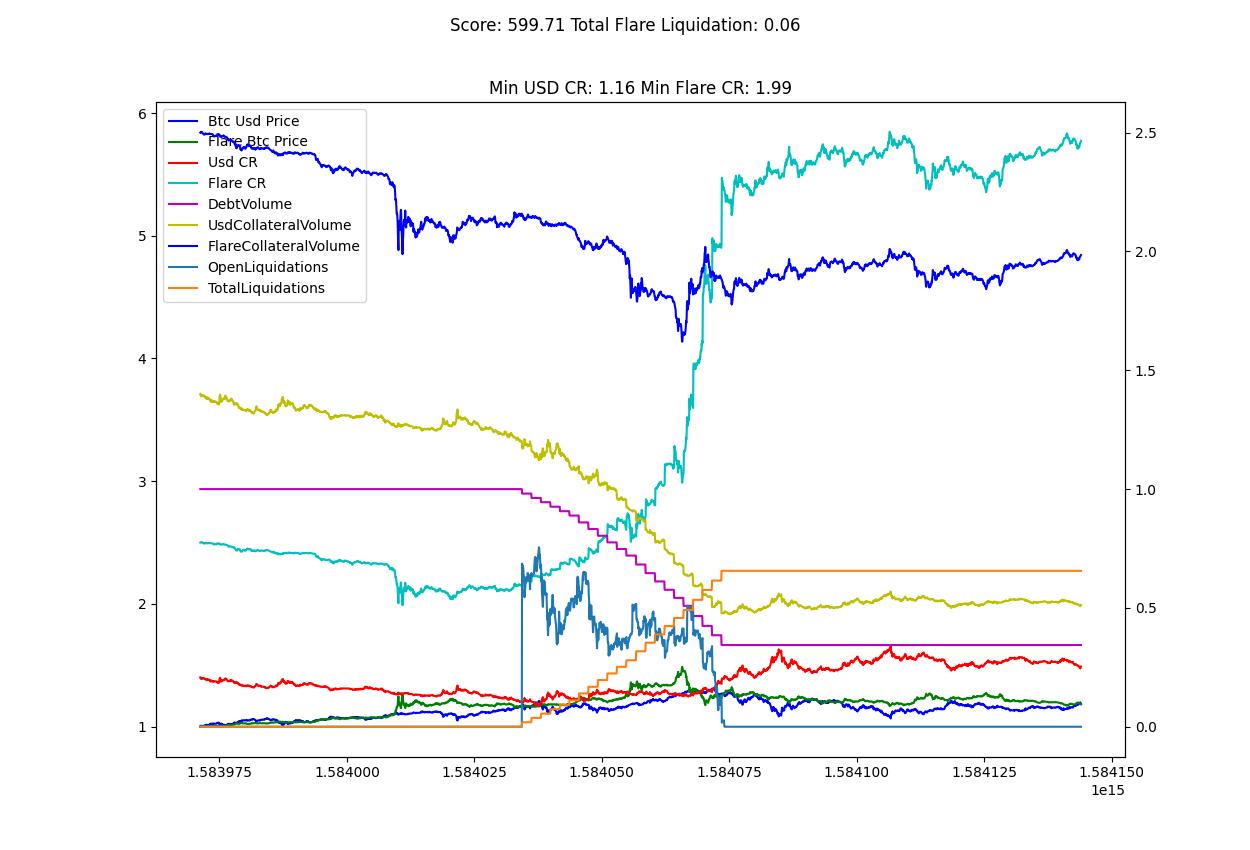 Score: 599.71 Total Flare Liquidation: 0.06
Min USD CR: 1.16 Min Flare CR: 1.99
Btc Usd Price
Flare Btc Price
Usd CR
Flare CR
DebtVolume
UsdCollateralVolume
FlareCollateralVolume
OpenLiquidations
TotalLiquidations
6
5
4
3
2
1
2.5
2.0
1.5
1.0
0.5
0.0
1.583975 1.584000 1.584025 1.584050 1.584075 1.584100 1.584125 1.584150
1e15